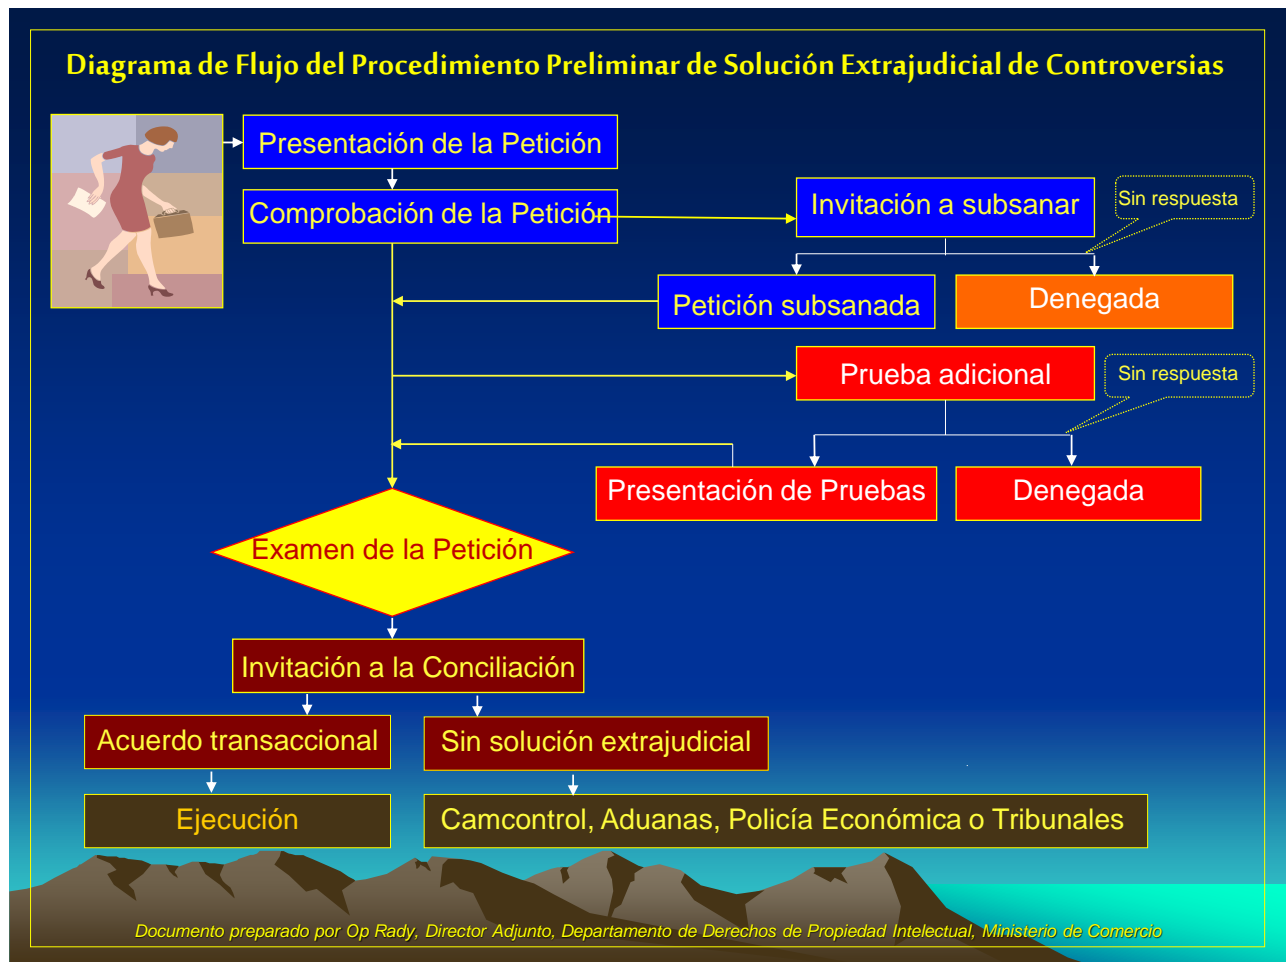 Diagrama de Flujo del Procedimiento Preliminar de Solución Extrajudicial de Controversias
Presentación de la Petición
Comprobación de la Petición
Invitación a subsanar
Sin respuesta
Petición subsanada
Denegada
Prueba adicional
Sin respuesta
Presentación de Pruebas
Denegada
Examen de la Petición
Invitación a la Conciliación
Acuerdo transaccional
Sin solución extrajudicial
Ejecución
Camcontrol, Aduanas, Policía Económica o Tribunales
Documento preparado por Op Rady, Director Adjunto, Departamento de Derechos de Propiedad Intelectual, Ministerio de Comercio